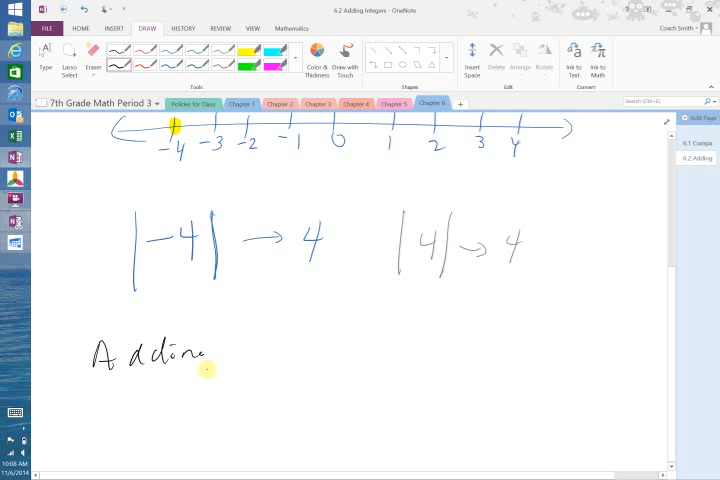 6.2 Adding Integers - OneNote
FILE HOME INSERT DRAW HISTORY REVIEW VIEW Mathematics Coach Smith
Type Lasso Select Eraser Color & Thickness Draw with Touch Insert Space Delete Arrange Rotate Ink to Text Ink to Math
Tools Shapes Edit Convert
7th Grade Math Period 3 Policies for Class Chapter 1 Chapter 2 Chapter 3 Chapter 4 Chapter 5 Chapter 6 + Search (Ctrl+E)
Add Page
6.1 Compa
6.2 Adding
-4 -3 -2 -1 0 1 2 3 4
|-4| → 4 |4| → 4
Adding
10:08 AM
11/6/2014